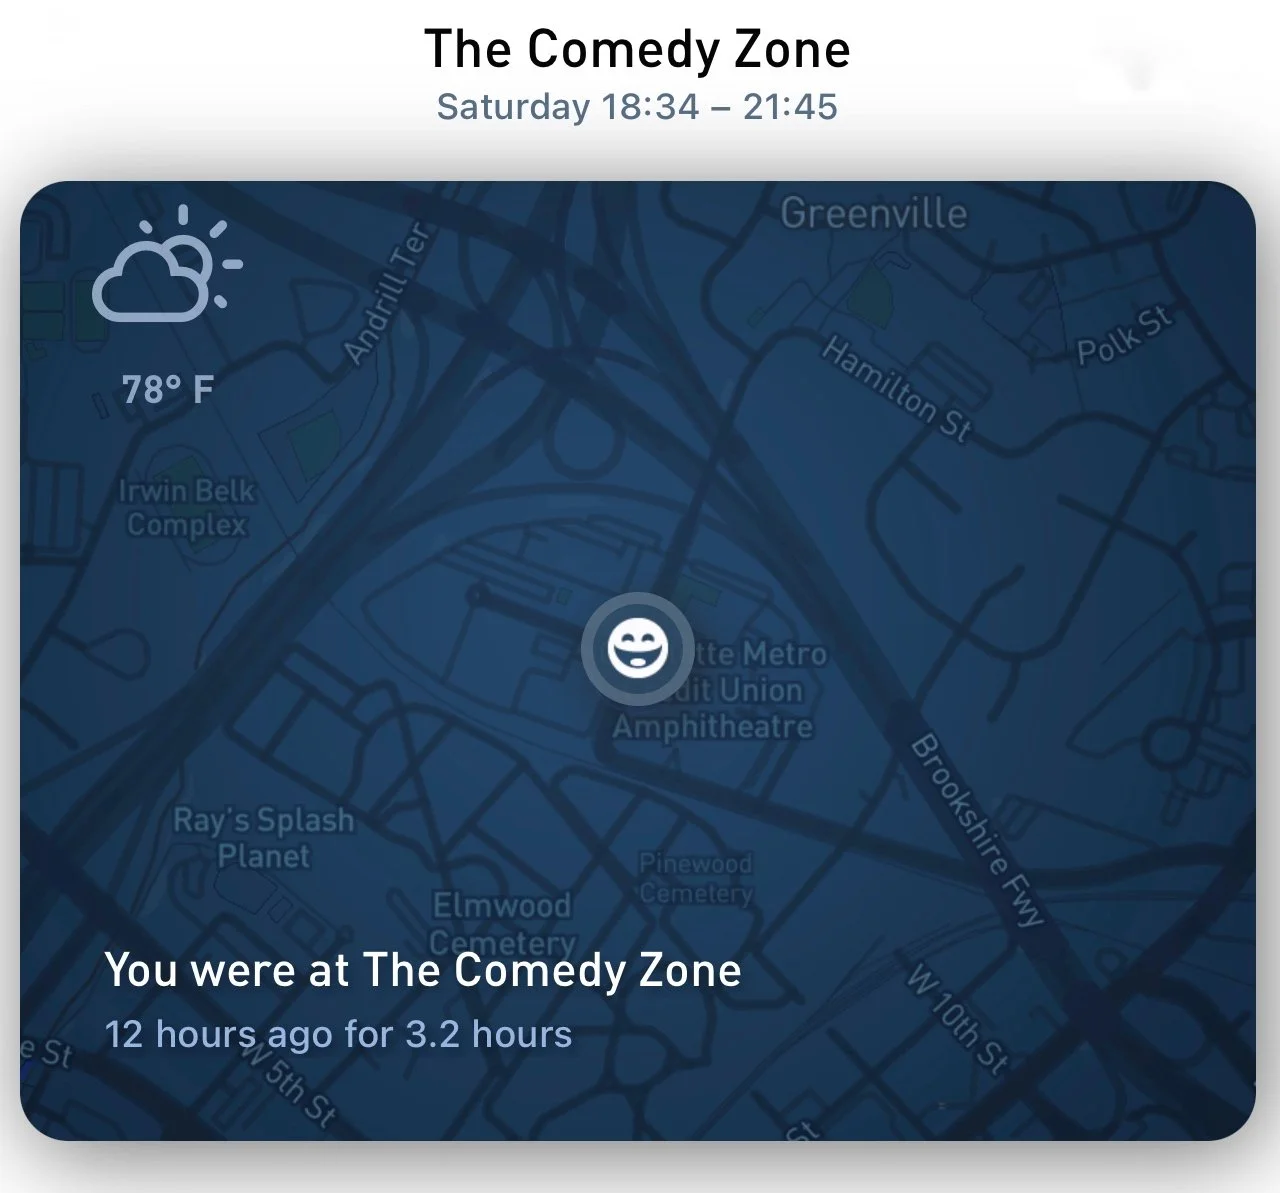 The Comedy Zone
Saturday 18:34 – 21:45
Greenville
Andrill Ter
Polk St
Hamilton St
78° F
Irwin Belk
Complex
tte Metro
dit Union
Amphitheatre
Brookshire Fwy
Ray's Splash
Planet
Pinewood
Cemetery
Elmwood
Cemetery
You were at The Comedy Zone
12 hours ago for 3.2 hours
W 10th St
e St
W 5th St
St